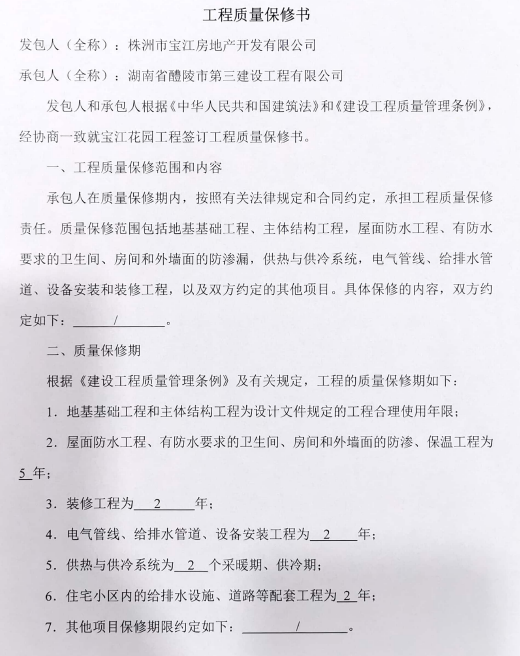 工程质量保修书
发包人（全称）：株洲市宝江房地产开发有限公司
承包人（全称）：湖南省醴陵市第三建设工程有限公司
发包人和承包人根据《中华人民共和国建筑法》和《建设工程质量管理条例》，
经协商一致就宝江花园工程签订工程质量保修书。
一、工程质量保修范围和内容
承包人在质量保修期内，按照有关法律规定和合同约定，承担工程质量保修
责任。质量保修范围包括地基基础工程、主体结构工程，屋面防水工程、有防水
要求的卫生间、房间和外墙面的防渗漏，供热与供冷系统，电气管线、给排水管
道、设备安装和装修工程，以及双方约定的其他项目。具体保修的内容，双方约
定如下：＿＿/＿＿。
二、质量保修期
根据《建设工程质量管理条例》及有关规定，工程的质量保修期如下：
1．地基基础工程和主体结构工程为设计文件规定的工程合理使用年限；
2．屋面防水工程、有防水要求的卫生间、房间和外墙面的防渗、保温工程为
5 年；
3．装修工程为 2 年；
4．电气管线、给排水管道、设备安装工程为 2 年；
5．供热与供冷系统为 2 个采暖期、供冷期；
6．住宅小区内的给排水设施、道路等配套工程为 2 年；
7．其他项目保修期限约定如下：＿＿/＿＿。